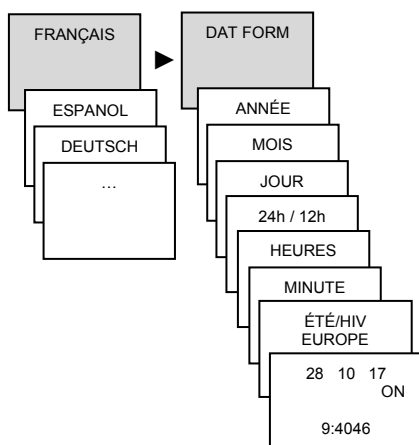 FRANÇAIS
ESPANOL
DEUTSCH
...
DAT FORM
ANNÉE
MOIS
JOUR
24h / 12h
HEURES
MINUTE
ÉTÉ/HIV
EUROPE
28 10 17
ON
9:4046